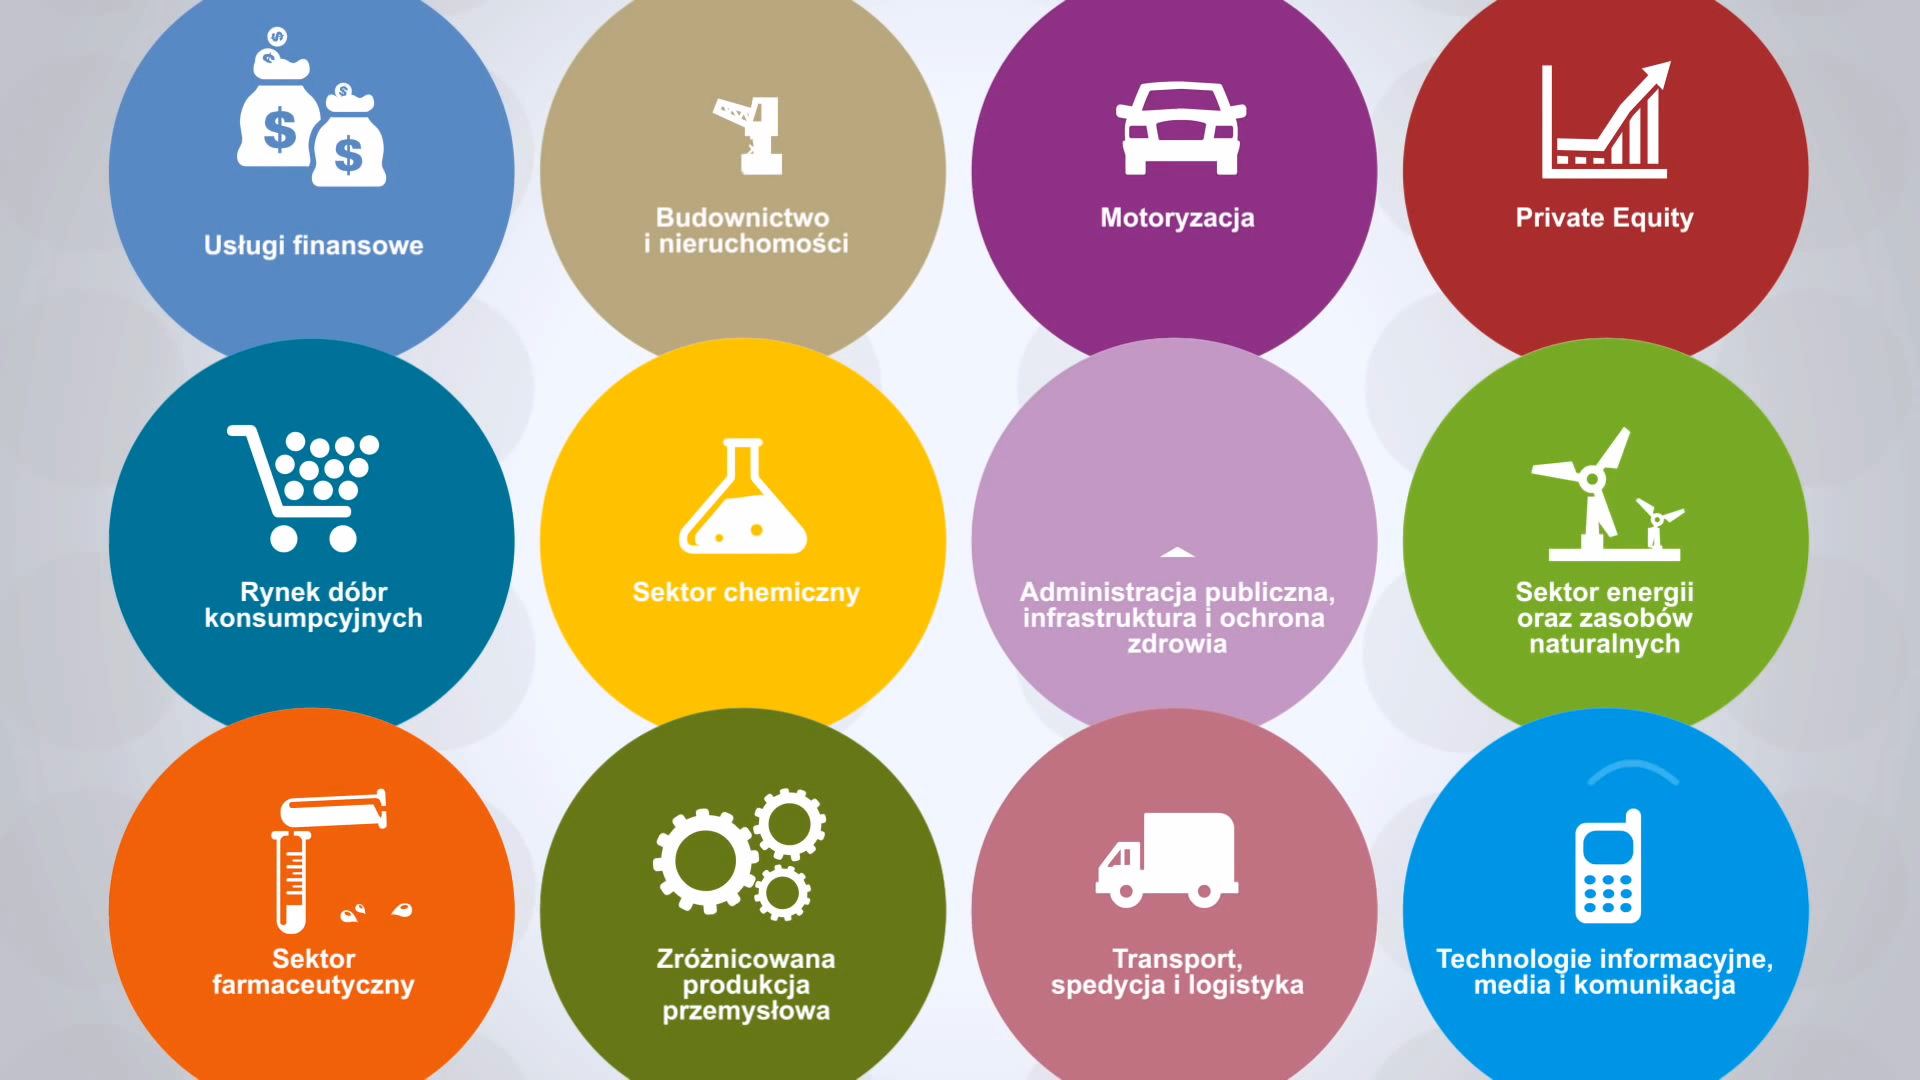 $
$
$
$
$
Usługi finansowe
Budownictwo
i nieruchomości
Motoryzacja
Private Equity
Rynek dóbr
konsumpcyjnych
Sektor chemiczny
Administracja publiczna,
infrastruktura i ochrona
zdrowia
Sektor energii
oraz zasobów
naturalnych
Sektor
farmaceutyczny
Zróżnicowana
produkcja
przemysłowa
Transport,
spedycja i logistyka
Technologie informacyjne,
media i komunikacja